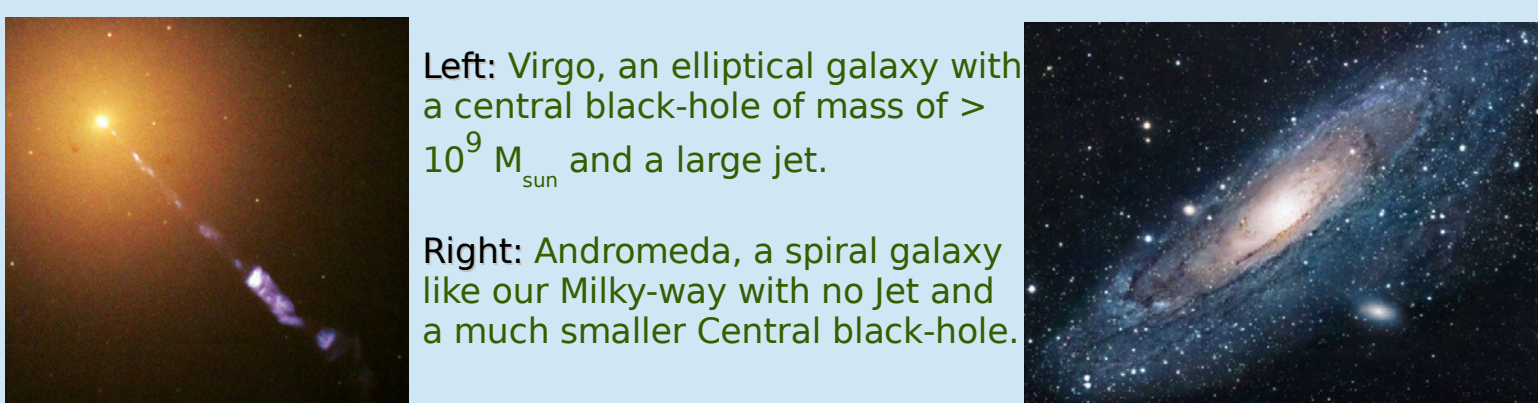 Left: Virgo, an elliptical galaxy with
a central black-hole of mass of >
10⁹ M_sun and a large jet.
Right: Andromeda, a spiral galaxy
like our Milky-way with no Jet and
a much smaller Central black-hole.